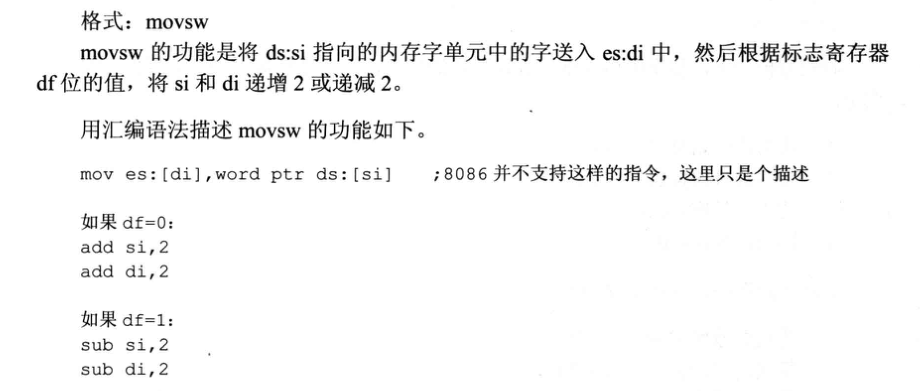 格式：movsw
movsw 的功能是将 ds:si 指向的内存字单元中的字送入 es:di 中，然后根据标志寄存器
df 位的值，将 si 和 di 递增 2 或递减 2。
用汇编语法描述 movsw 的功能如下。
mov es:[di],word ptr ds:[si]    ;8086 并不支持这样的指令，这里只是个描述
如果 df=0：
add si,2
add di,2
如果 df=1：
sub si,2
sub di,2